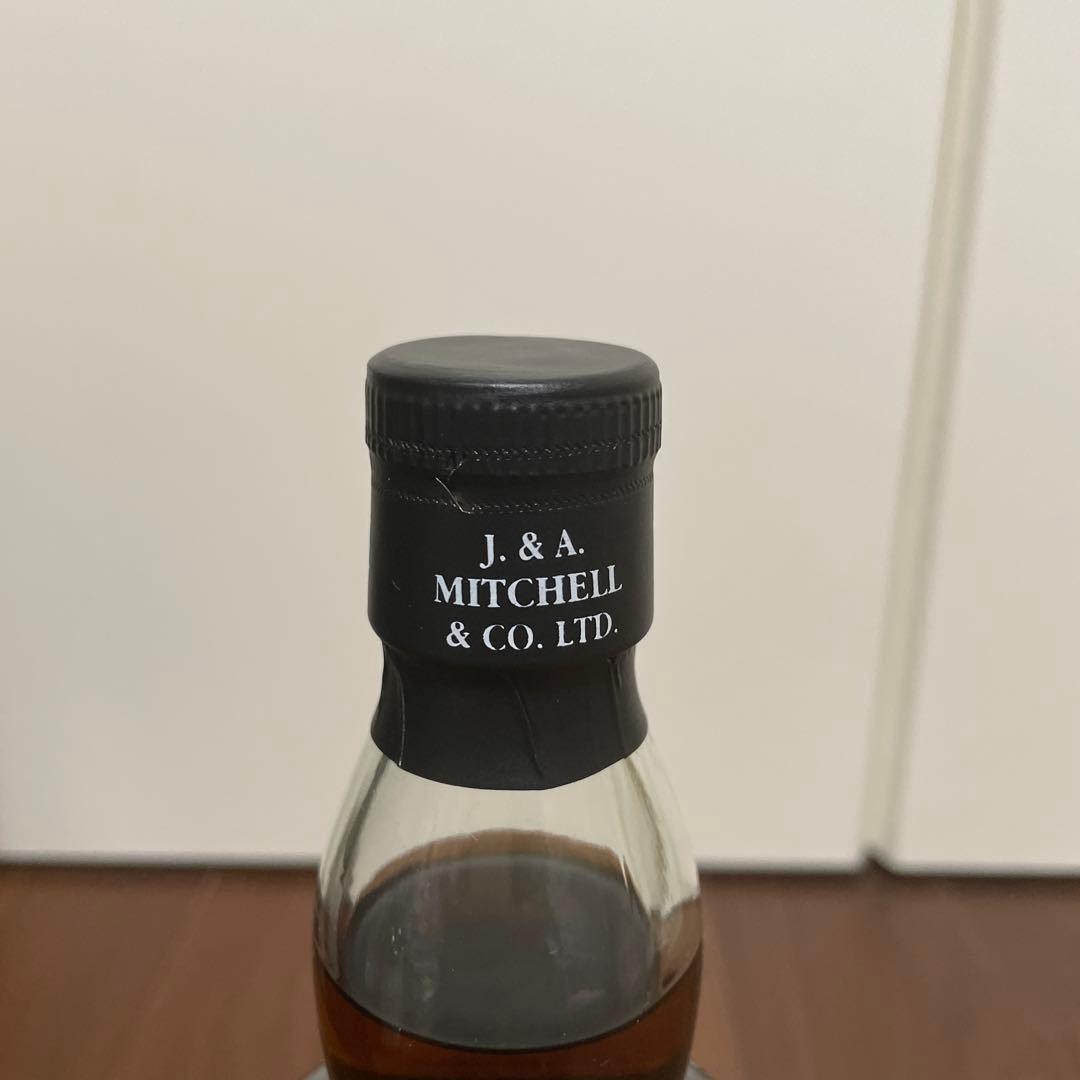 J. & A.
MITCHELL
& CO. LTD.